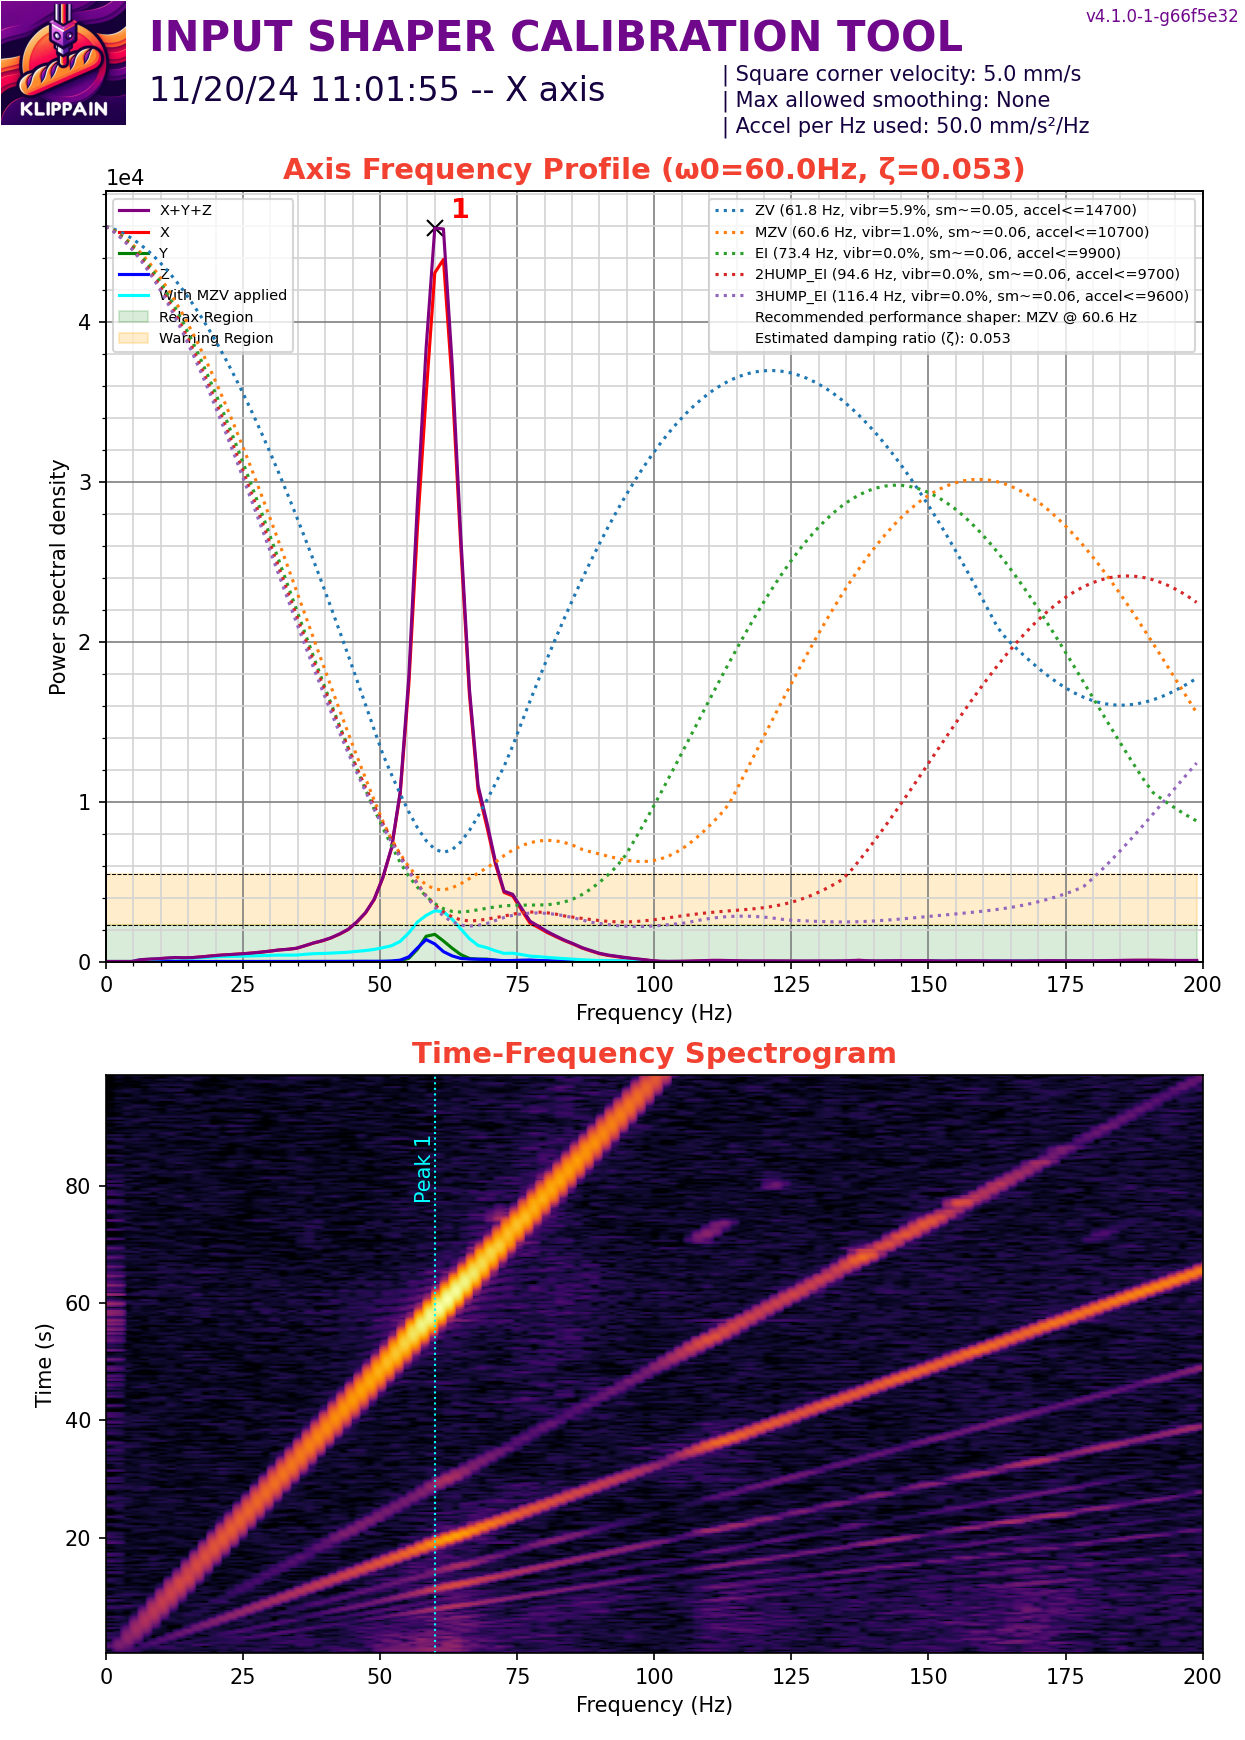 v4.1.0-1-g66f5e32
INPUT SHAPER CALIBRATION TOOL
11/20/24 11:01:55 -- X axis
| Square corner velocity: 5.0 mm/s
| Max allowed smoothing: None
| Accel per Hz used: 50.0 mm/s²/Hz
KLIPPAIN
Axis Frequency Profile (ω0=60.0Hz, ζ=0.053)
1e4
X+Y+Z
X
Y
Z
With MZV applied
Relax Region
Warning Region
1
ZV (61.8 Hz, vibr=5.9%, sm~=0.05, accel<=14700)
MZV (60.6 Hz, vibr=1.0%, sm~=0.06, accel<=10700)
EI (73.4 Hz, vibr=0.0%, sm~=0.06, accel<=9900)
2HUMP_EI (94.6 Hz, vibr=0.0%, sm~=0.06, accel<=9700)
3HUMP_EI (116.4 Hz, vibr=0.0%, sm~=0.06, accel<=9600)
Recommended performance shaper: MZV @ 60.6 Hz
Estimated damping ratio (ζ): 0.053
Power spectral density
4
3
2
1
0
0 25 50 75 100 125 150 175 200
Frequency (Hz)
Time-Frequency Spectrogram
Peak 1
Time (s)
80
60
40
20
0 25 50 75 100 125 150 175 200
Frequency (Hz)